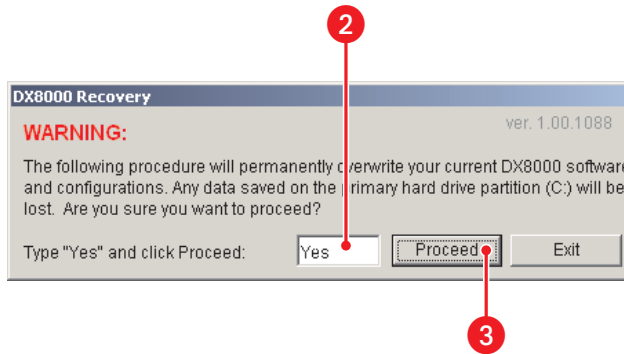 2
DX8000 Recovery
WARNING:
ver. 1.00.1088
The following procedure will permanently overwrite your current DX8000 software
and configurations. Any data saved on the primary hard drive partition (C:) will be
lost. Are you sure you want to proceed?
Type "Yes" and click Proceed: Yes Proceed Exit
3